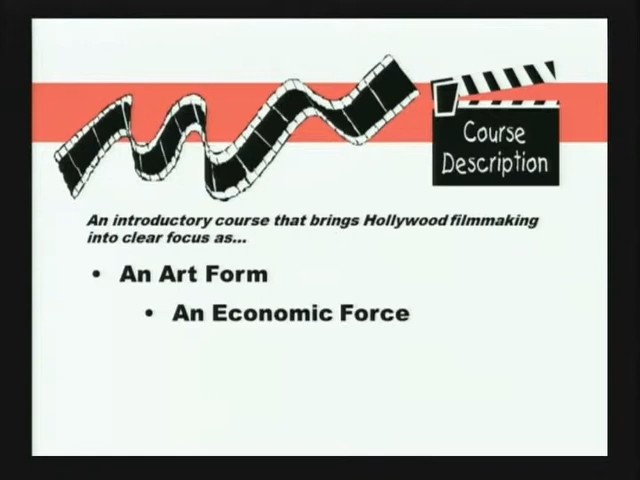 Course
Description
An introductory course that brings Hollywood filmmaking
into clear focus as...
• An Art Form
• An Economic Force